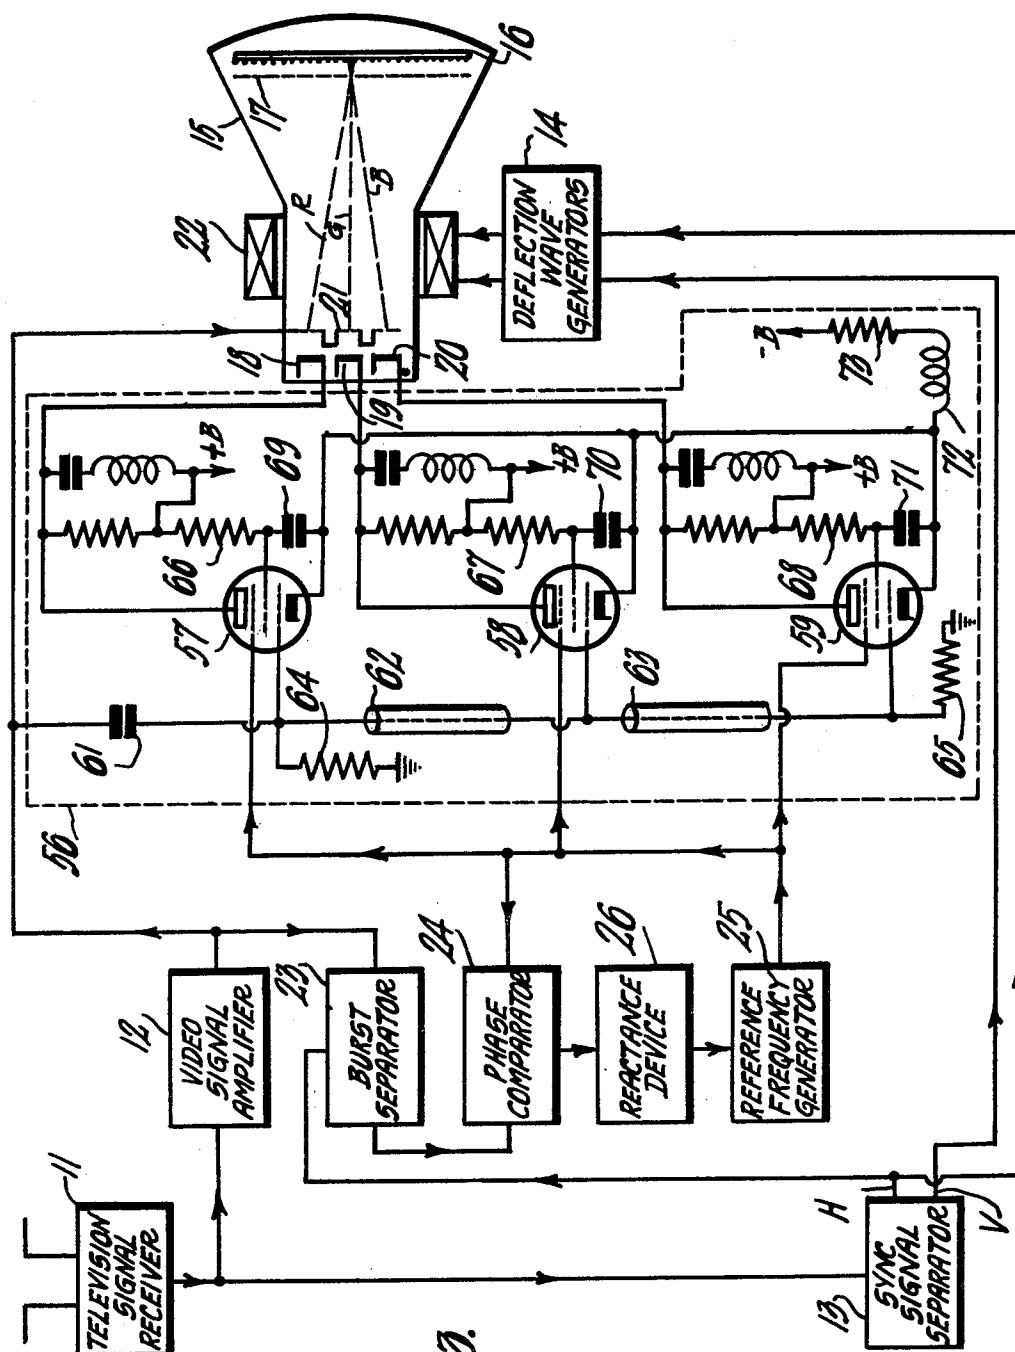 16
15
17
22
R
G
B
21
14
DEFLECTION
WAVE
GENERATORS
18
19
20
-B
73
72
+B
69
66
57
+B
70
67
58
+B
71
68
59
61
62
63
64
65
56
12
VIDEO
SIGNAL
AMPLIFIER
23
BURST
SEPARATOR
24
PHASE
COMPARATOR
26
REACTANCE
DEVICE
25
REFERENCE
FREQUENCY
GENERATOR
11
TELEVISION
SIGNAL
RECEIVER
H
V
13
SYNC
SIGNAL
SEPARATOR